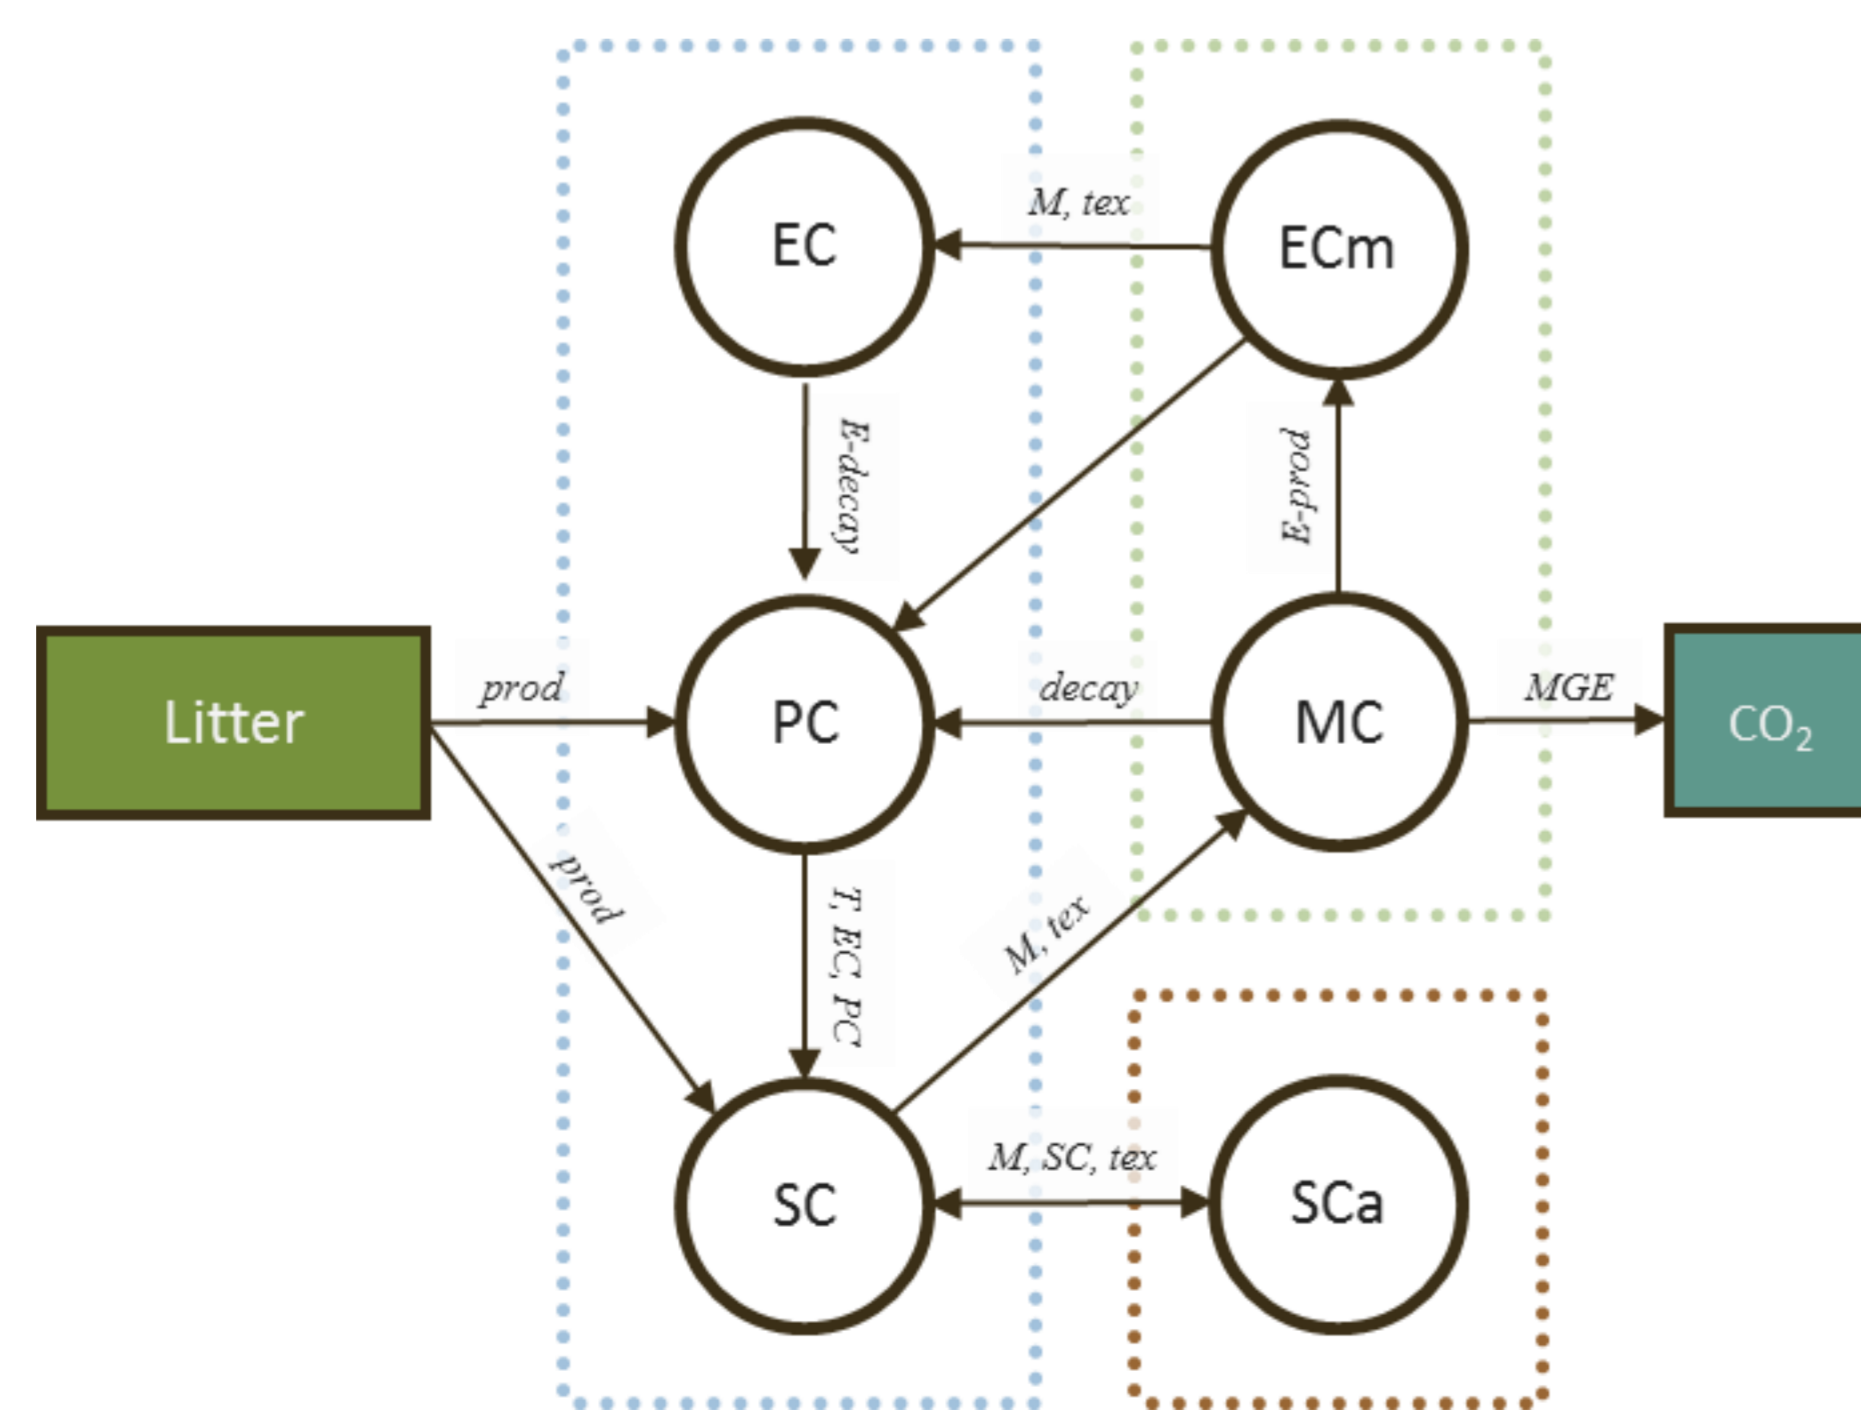 EC
M, tex
ECm
E-decay
E-prod
Litter
prod
PC
decay
MC
MGE
CO₂
prod
T, EC, PC
M, tex
SC
M, SC, tex
SCa